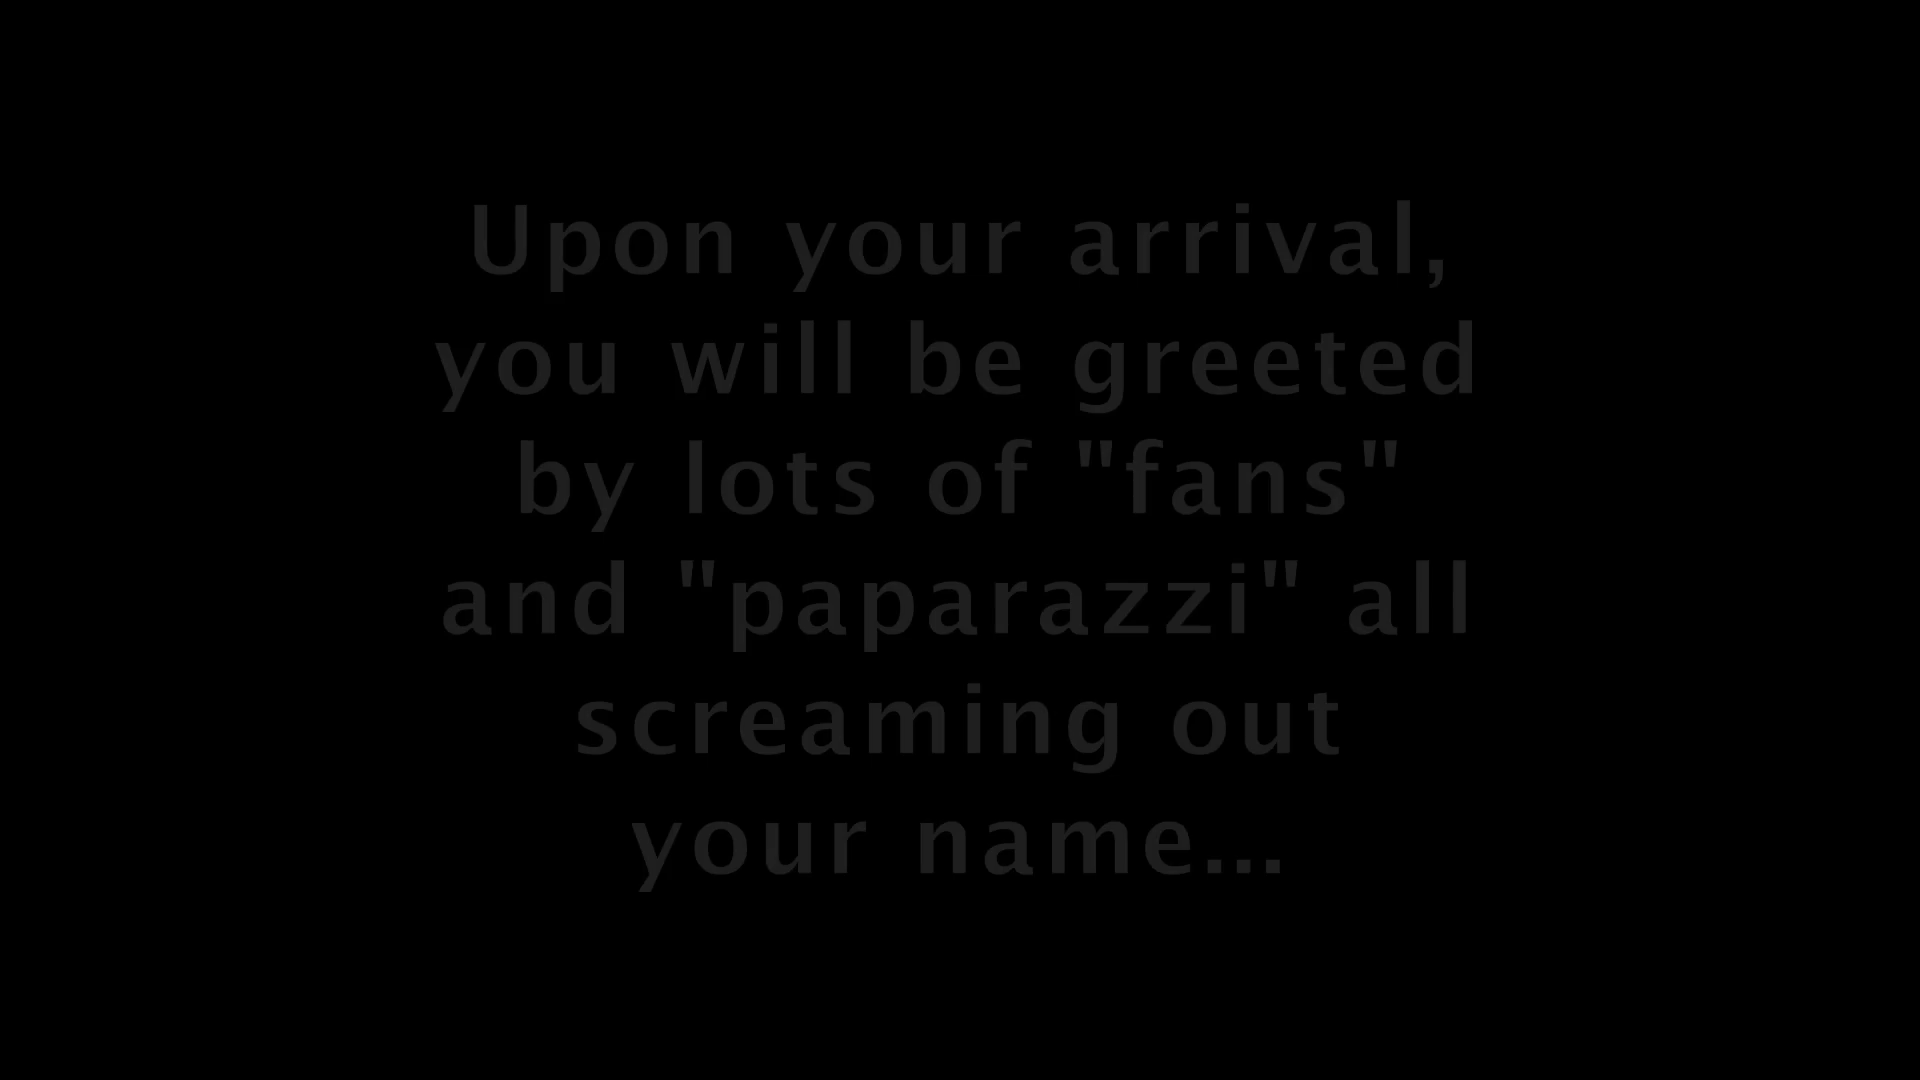 Upon your arrival,
you will be greeted
by lots of "fans"
and "paparazzi" all
screaming out
your name...